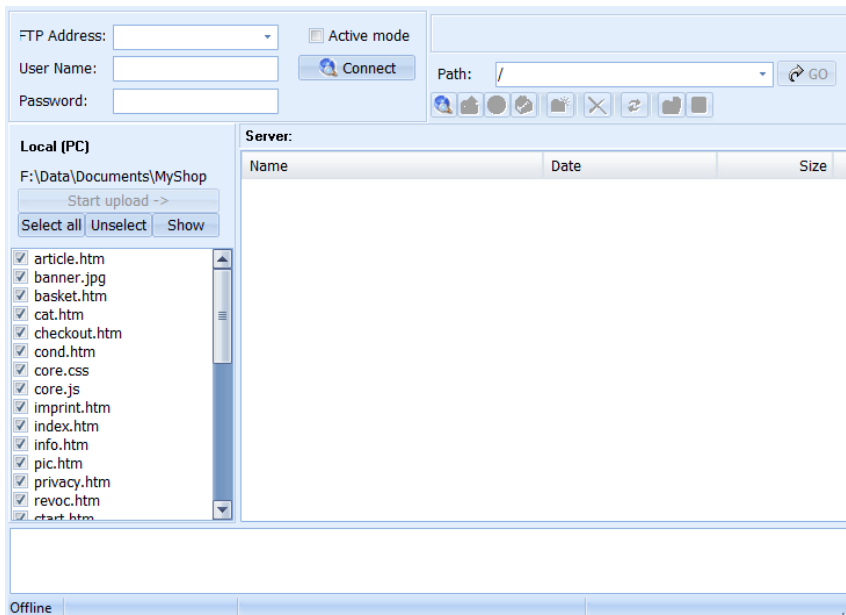 FTP Address:
Active mode
User Name:
Connect
Password:
Path: /
GO
Local (PC)
F:\Data\Documents\MyShop
Start upload ->
Select all Unselect Show
article.htm
banner.jpg
basket.htm
cat.htm
checkout.htm
cond.htm
core.css
core.js
imprint.htm
index.htm
info.htm
pic.htm
privacy.htm
revoc.htm
start.htm
Server:
Name Date Size
Offline